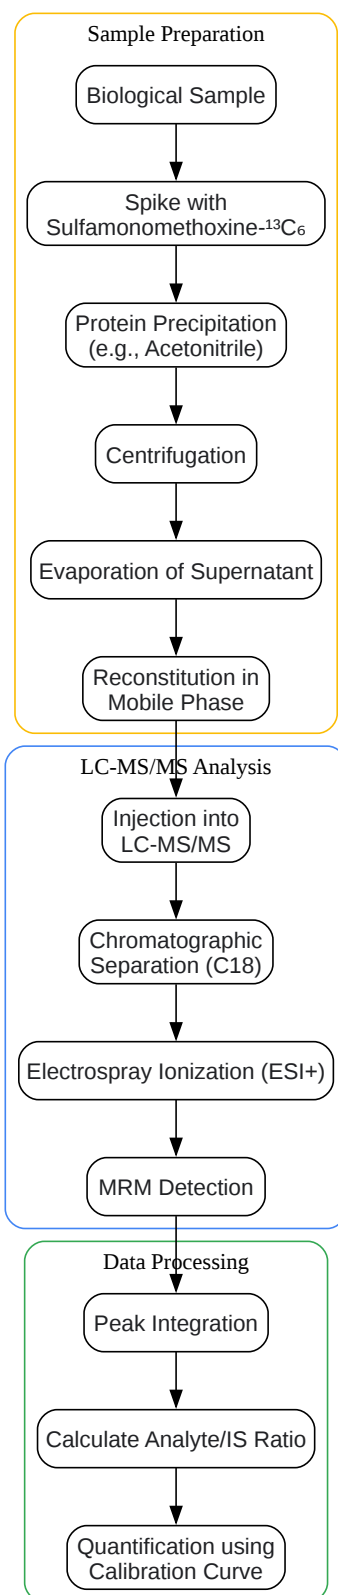 Sample Preparation
Biological Sample
Spike with
Sulfamonomethoxine-¹³C₆
Protein Precipitation
(e.g., Acetonitrile)
Centrifugation
Evaporation of Supernatant
Reconstitution in
Mobile Phase
LC-MS/MS Analysis
Injection into
LC-MS/MS
Chromatographic
Separation (C18)
Electrospray Ionization (ESI+)
MRM Detection
Data Processing
Peak Integration
Calculate Analyte/IS Ratio
Quantification using
Calibration Curve